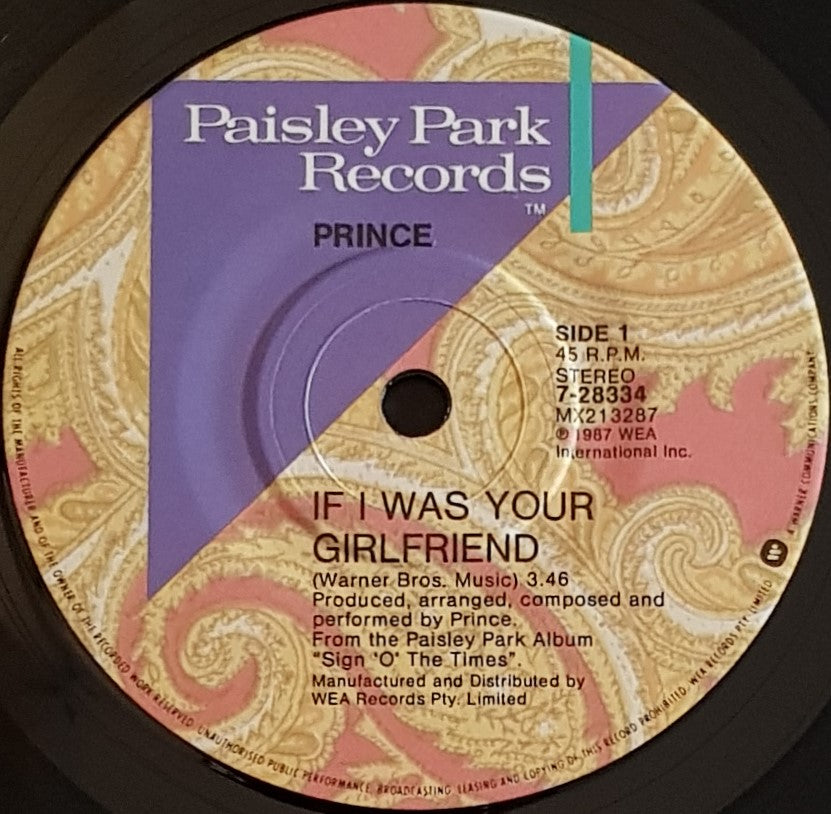 Paisley Park
Records
TM
PRINCE
SIDE 1
45 R.P.M.
STEREO
7-28334
MX213287
℗ 1987 WEA
International Inc.
IF I WAS YOUR
GIRLFRIEND
(Warner Bros. Music) 3.46
Produced, arranged, composed and
performed by Prince.
From the Paisley Park Album
"Sign 'O' The Times".
Manufactured and Distributed by
WEA Records Pty. Limited
ALL RIGHTS OF THE MANUFACTURER AND OF THE OWNER OF THIS RECORDED WORK RESERVED. UNAUTHORISED PUBLIC PERFORMANCE, BROADCASTING, LEASING AND COPYING OF THIS RECORD PROHIBITED. WEA RECORDS PTY. LIMITED
A WARNER COMMUNICATIONS COMPANY